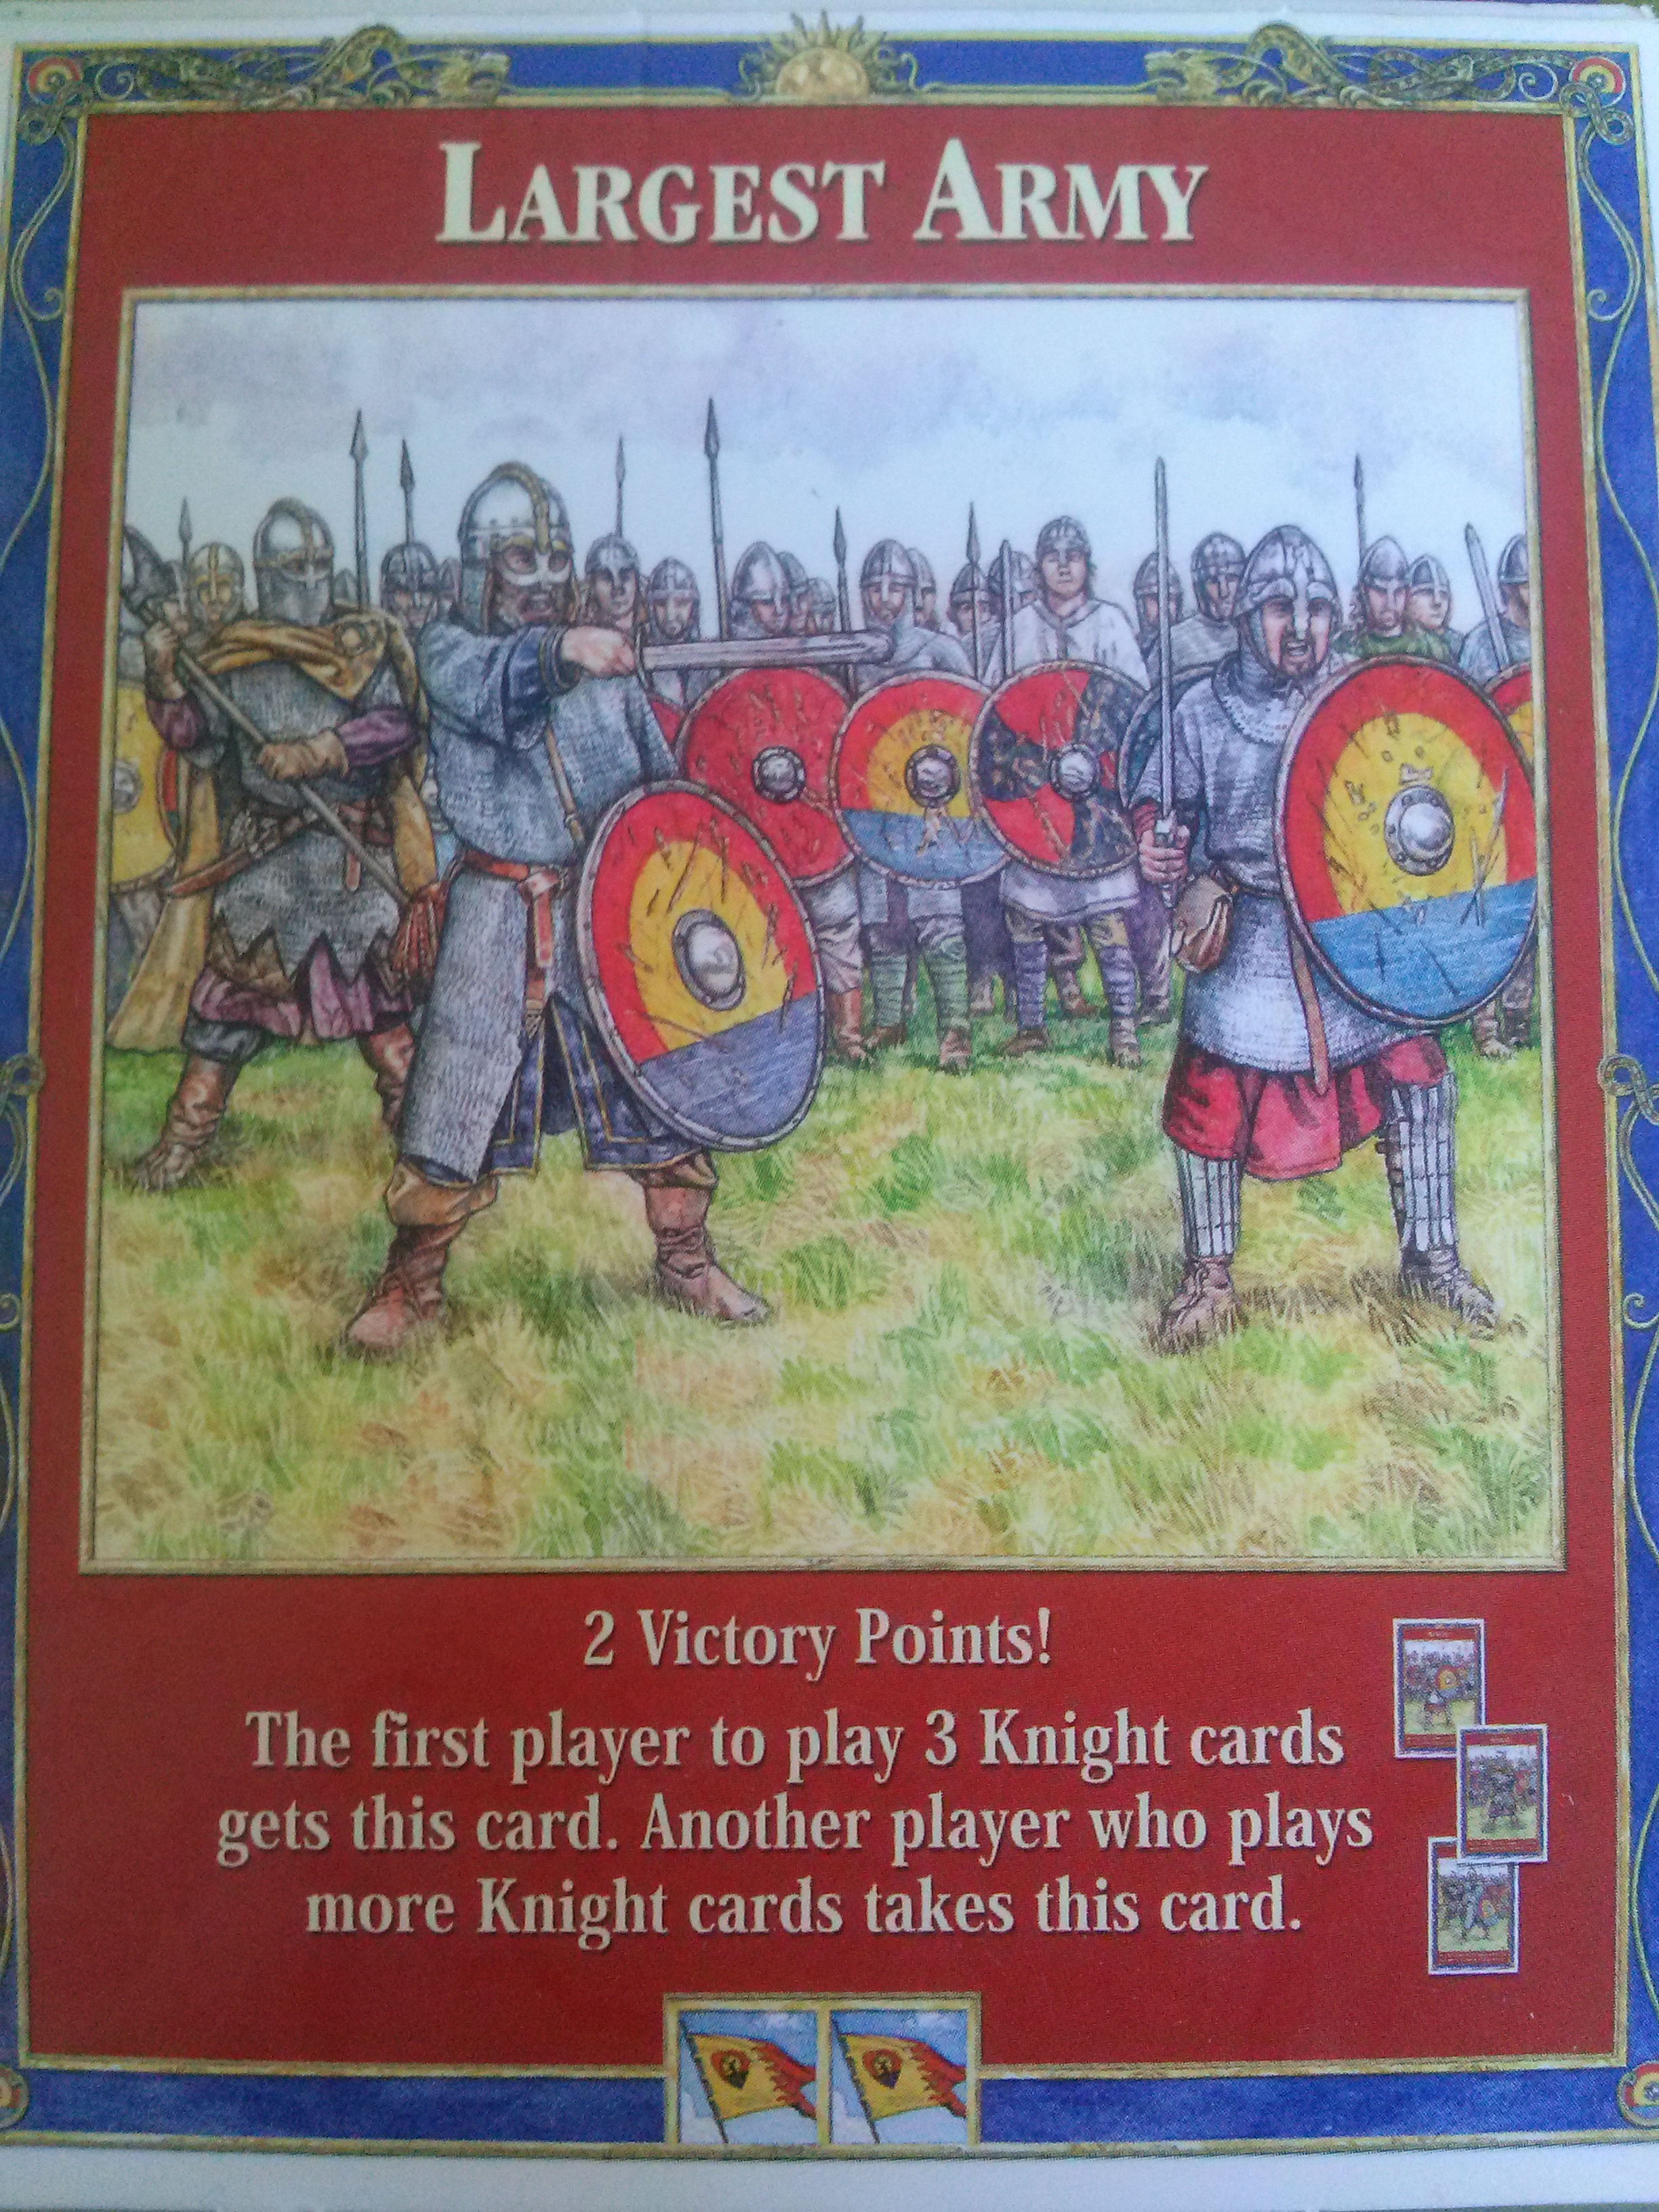 LARGEST ARMY
2 Victory Points!
The first player to play 3 Knight cards
gets this card. Another player who plays
more Knight cards takes this card.